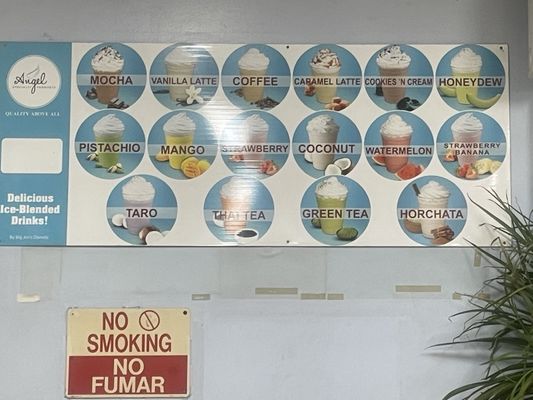 Angel
QUALITY ABOVE ALL
Delicious
Ice-Blended
Drinks!
MOCHA
VANILLA LATTE
COFFEE
CARAMEL LATTE
COOKIES 'N CREAM
HONEYDEW
PISTACHIO
MANGO
STRAWBERRY
COCONUT
WATERMELON
STRAWBERRY
BANANA
TARO
THAI TEA
GREEN TEA
HORCHATA
NO
SMOKING
NO
FUMAR